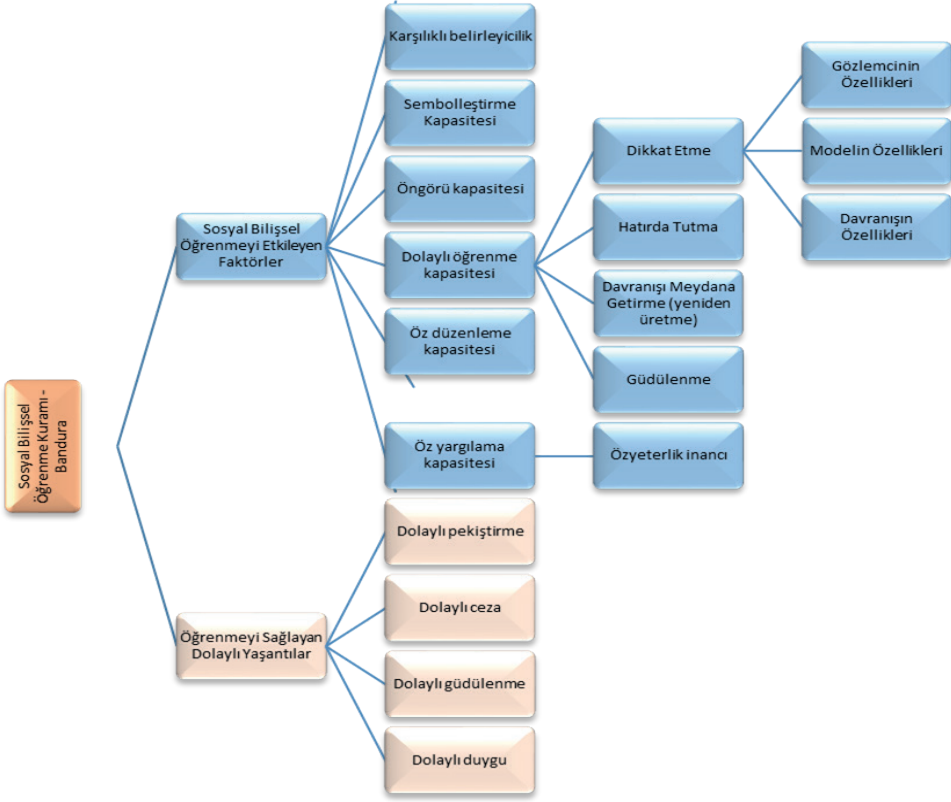 Sosyal Bilişsel
Öğrenme Kuramı -
Bandura
Sosyal Bilişsel
Öğrenmeyi Etkileyen
Faktörler
Karşılıklı belirleyicilik
Sembolleştirme
Kapasitesi
Öngörü kapasitesi
Dolaylı öğrenme
kapasitesi
Dikkat Etme
Gözlemcinin
Özellikleri
Modelin Özellikleri
Davranışın
Özellikleri
Hatırda Tutma
Davranışı Meydana
Getirme (yeniden
üretme)
Güdülenme
Öz düzenleme
kapasitesi
Öz yargılama
kapasitesi
Özyeterlik inancı
Öğrenmeyi Sağlayan
Dolaylı Yaşantılar
Dolaylı pekiştirme
Dolaylı ceza
Dolaylı güdülenme
Dolaylı duygu